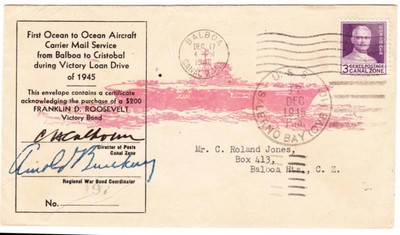 First Ocean to Ocean Aircraft
Carrier Mail Service
from Balboa to Cristobal
during Victory Loan Drive
of 1945
This envelope contains a certificate
acknowledging the purchase of a $200
FRANKLIN D. ROOSEVELT
Victory Bond
Director of Posts
Canal Zone
Regional War Bond Coordinator
No.
BALBOA
DEC 17
CANAL ZONE
3 CENTS POSTAGE
CANAL ZONE
U. S. S.
DEC
1945
Mr. C. Roland Jones,
Box 413,
Balboa Hts., C. Z.